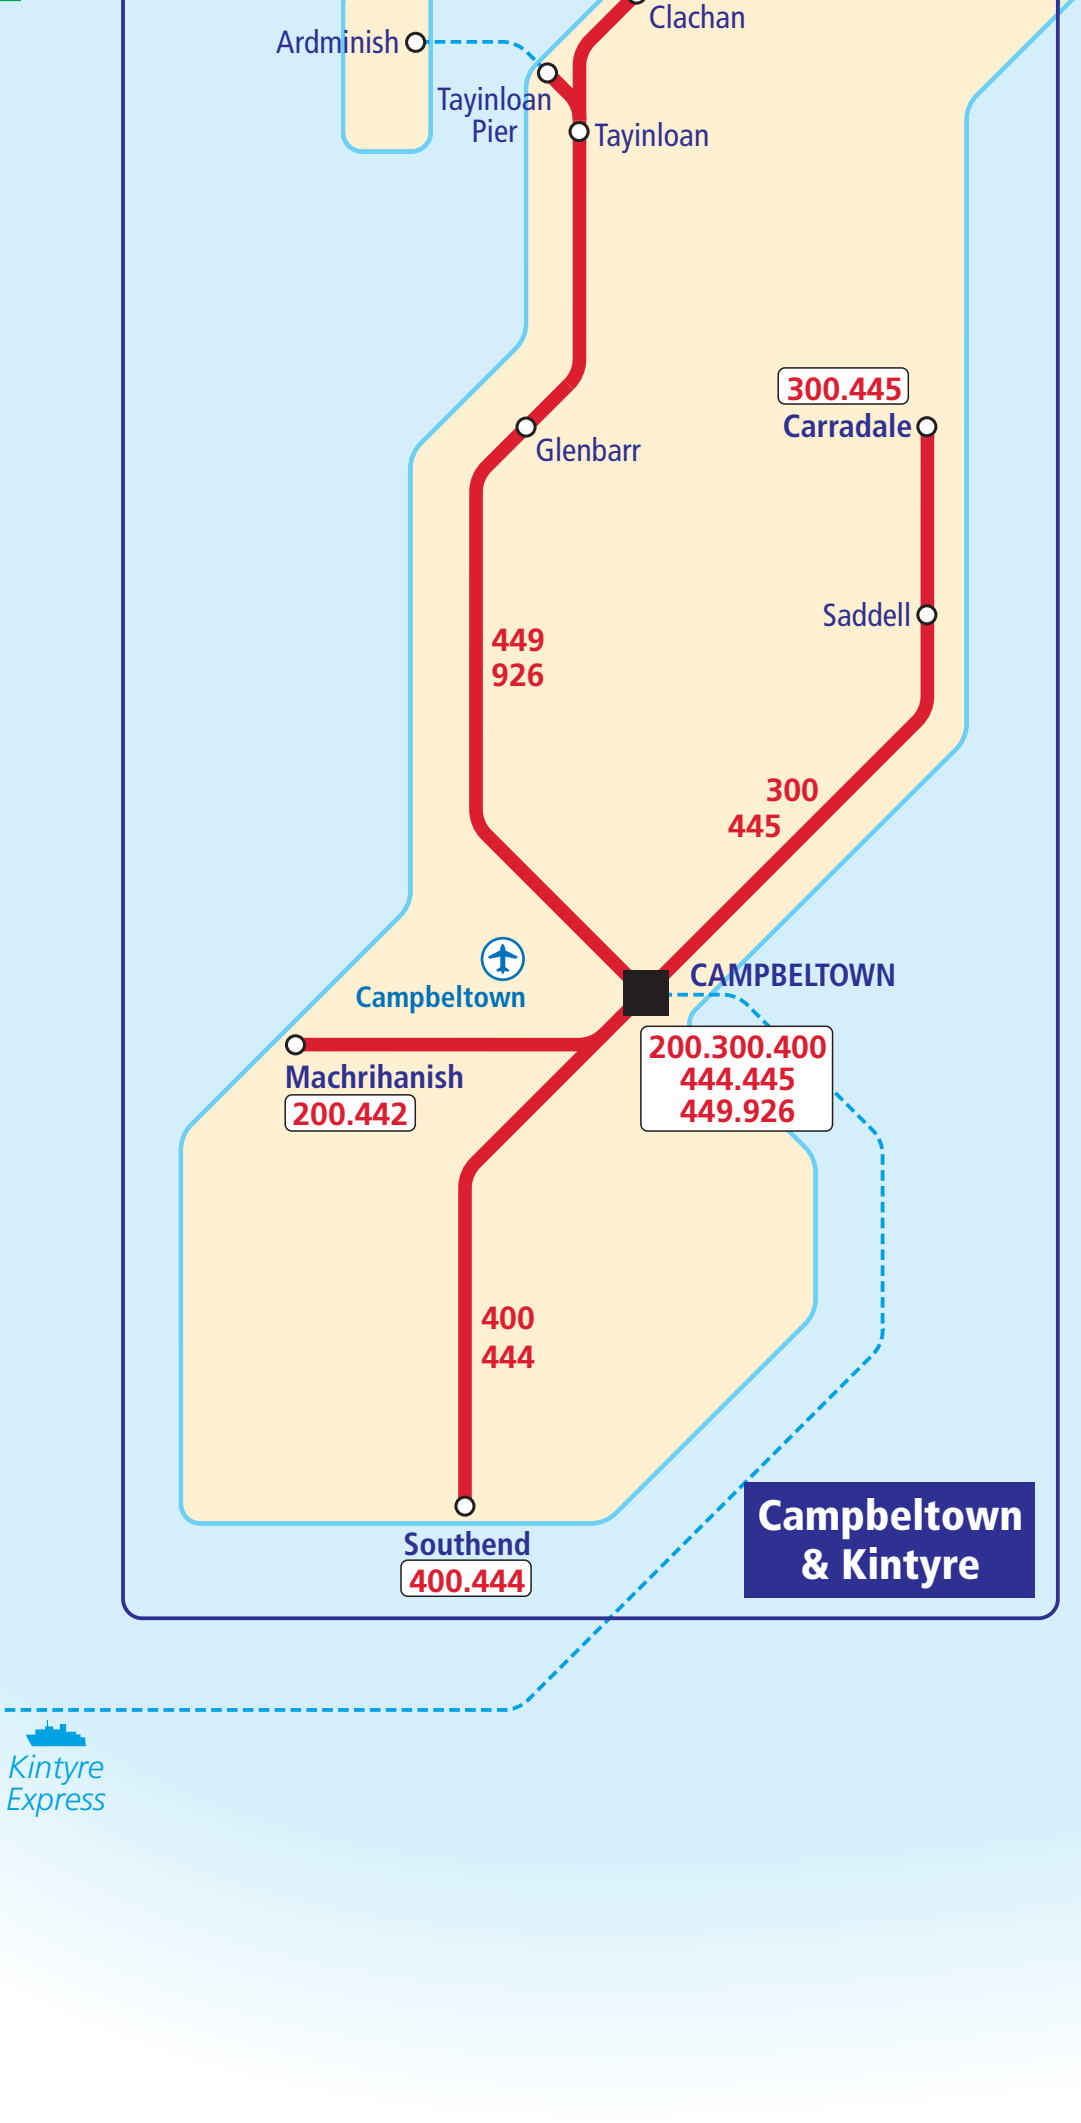 Clachan
Ardminish
Tayinloan
Pier
Tayinloan
300.445
Carradale
Glenbarr
Saddell
449
926
300
445
CAMPBELTOWN
Campbeltown
200.300.400
444.445
449.926
Machrihanish
200.442
400
444
Southend
400.444
Campbeltown
& Kintyre
Kintyre
Express